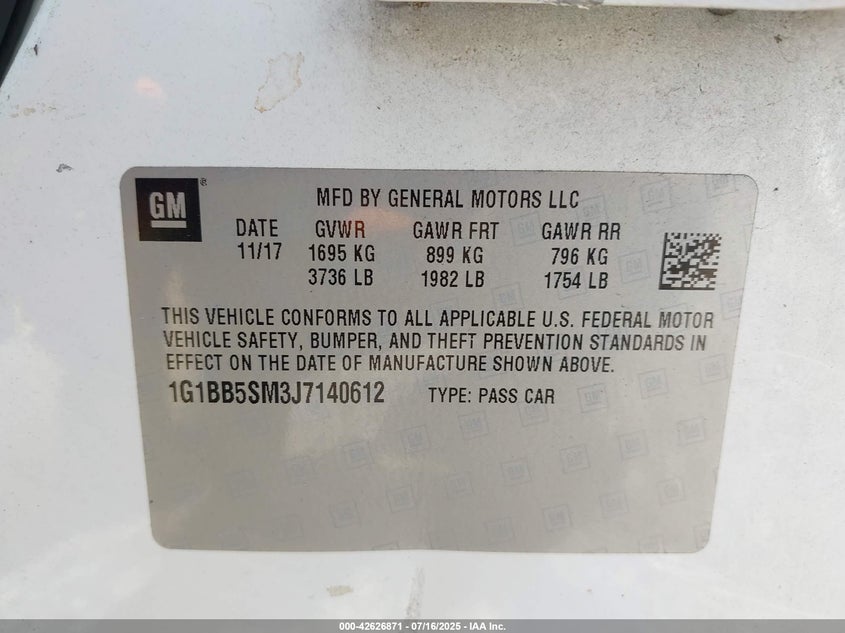 GM ®
MFD BY GENERAL MOTORS LLC
DATE GVWR GAWR FRT GAWR RR
11/17 1695 KG 899 KG 796 KG
3736 LB 1982 LB 1754 LB
THIS VEHICLE CONFORMS TO ALL APPLICABLE U.S. FEDERAL MOTOR
VEHICLE SAFETY, BUMPER, AND THEFT PREVENTION STANDARDS IN
EFFECT ON THE DATE OF MANUFACTURE SHOWN ABOVE.
1G1BB5SM3J7140612 TYPE: PASS CAR
000-42626871 - 07/16/2025 - IAA Inc.